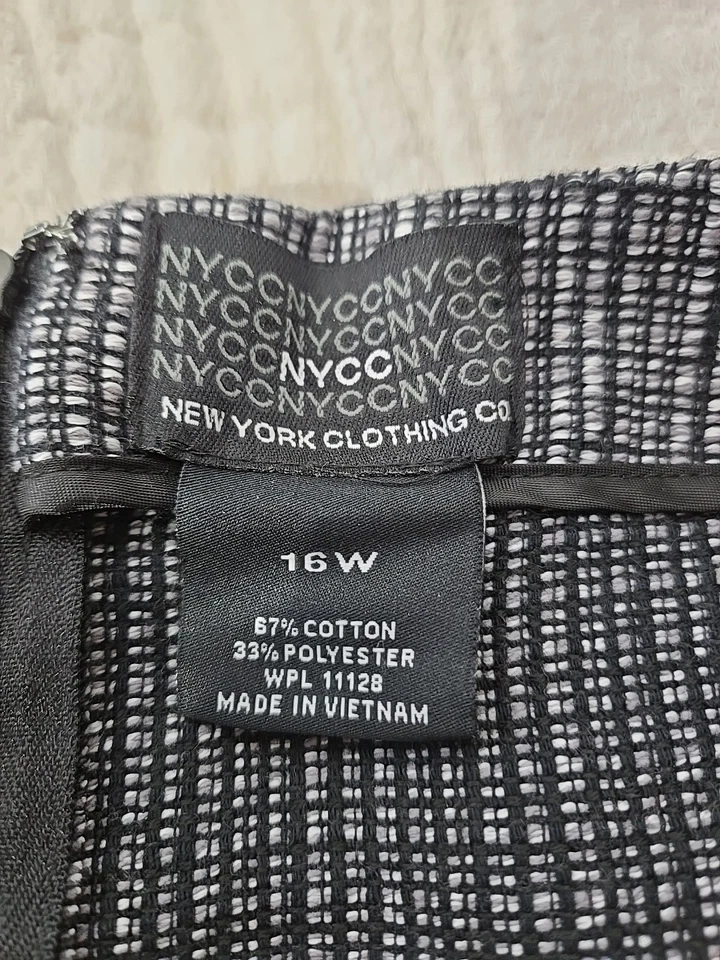 NYCCNYCCNYCC
NYCCNYCCNYCC
NYCCNYCCNYCC
NYCCNYCCNYCC
NEW YORK CLOTHING CO
16W
67% COTTON
33% POLYESTER
WPL 11128
MADE IN VIETNAM